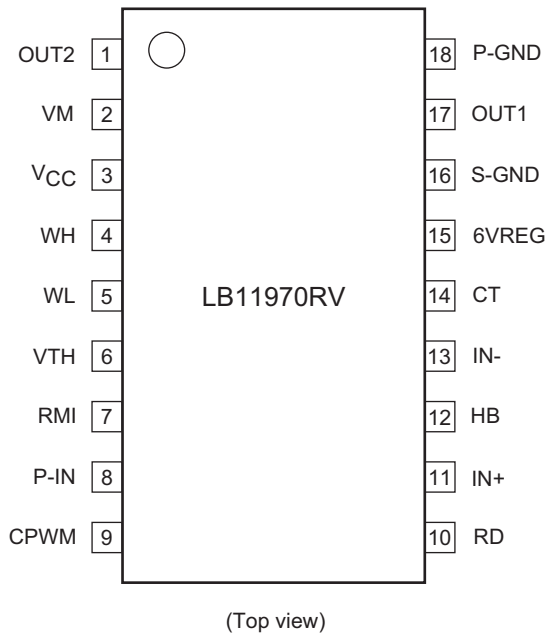 OUT2 1 18 P-GND
VM 2 17 OUT1
VCC 3 16 S-GND
WH 4 15 6VREG
WL 5 LB11970RV 14 CT
VTH 6 13 IN-
RMI 7 12 HB
P-IN 8 11 IN+
CPWM 9 10 RD
(Top view)